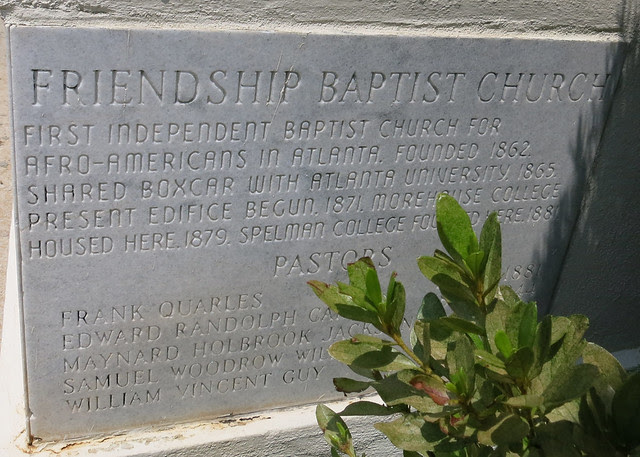 FRIENDSHIP BAPTIST CHURCH
FIRST INDEPENDENT BAPTIST CHURCH FOR
AFRO-AMERICANS IN ATLANTA. FOUNDED 1862.
SHARED BOXCAR WITH ATLANTA UNIVERSITY 1865.
PRESENT EDIFICE BEGUN, 1871. MOREHOUSE COLLEGE
HOUSED HERE, 1879. SPELMAN COLLEGE HERE,
PASTORS
FRANK QUARLES
EDWARD RANDOLPH
MAYNARD HOLBROOK
SAMUEL WOODROW
WILLIAM VINCENT GUY